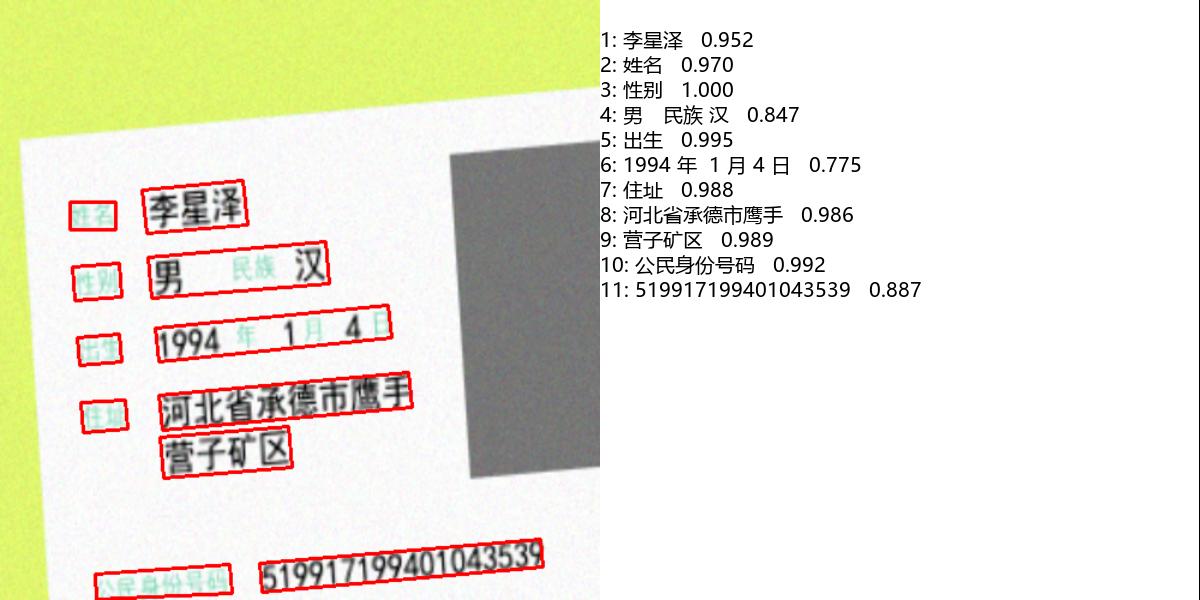 姓名 李星泽
性别 男 民族 汉
出生 1994 年 1 月 4 日
住址 河北省承德市鹰手
营子矿区
公民身份号码 519917199401043539
1: 李星泽 0.952
2: 姓名 0.970
3: 性别 1.000
4: 男 民族 汉 0.847
5: 出生 0.995
6: 1994 年 1 月 4 日 0.775
7: 住址 0.988
8: 河北省承德市鹰手 0.986
9: 营子矿区 0.989
10: 公民身份号码 0.992
11: 519917199401043539 0.887